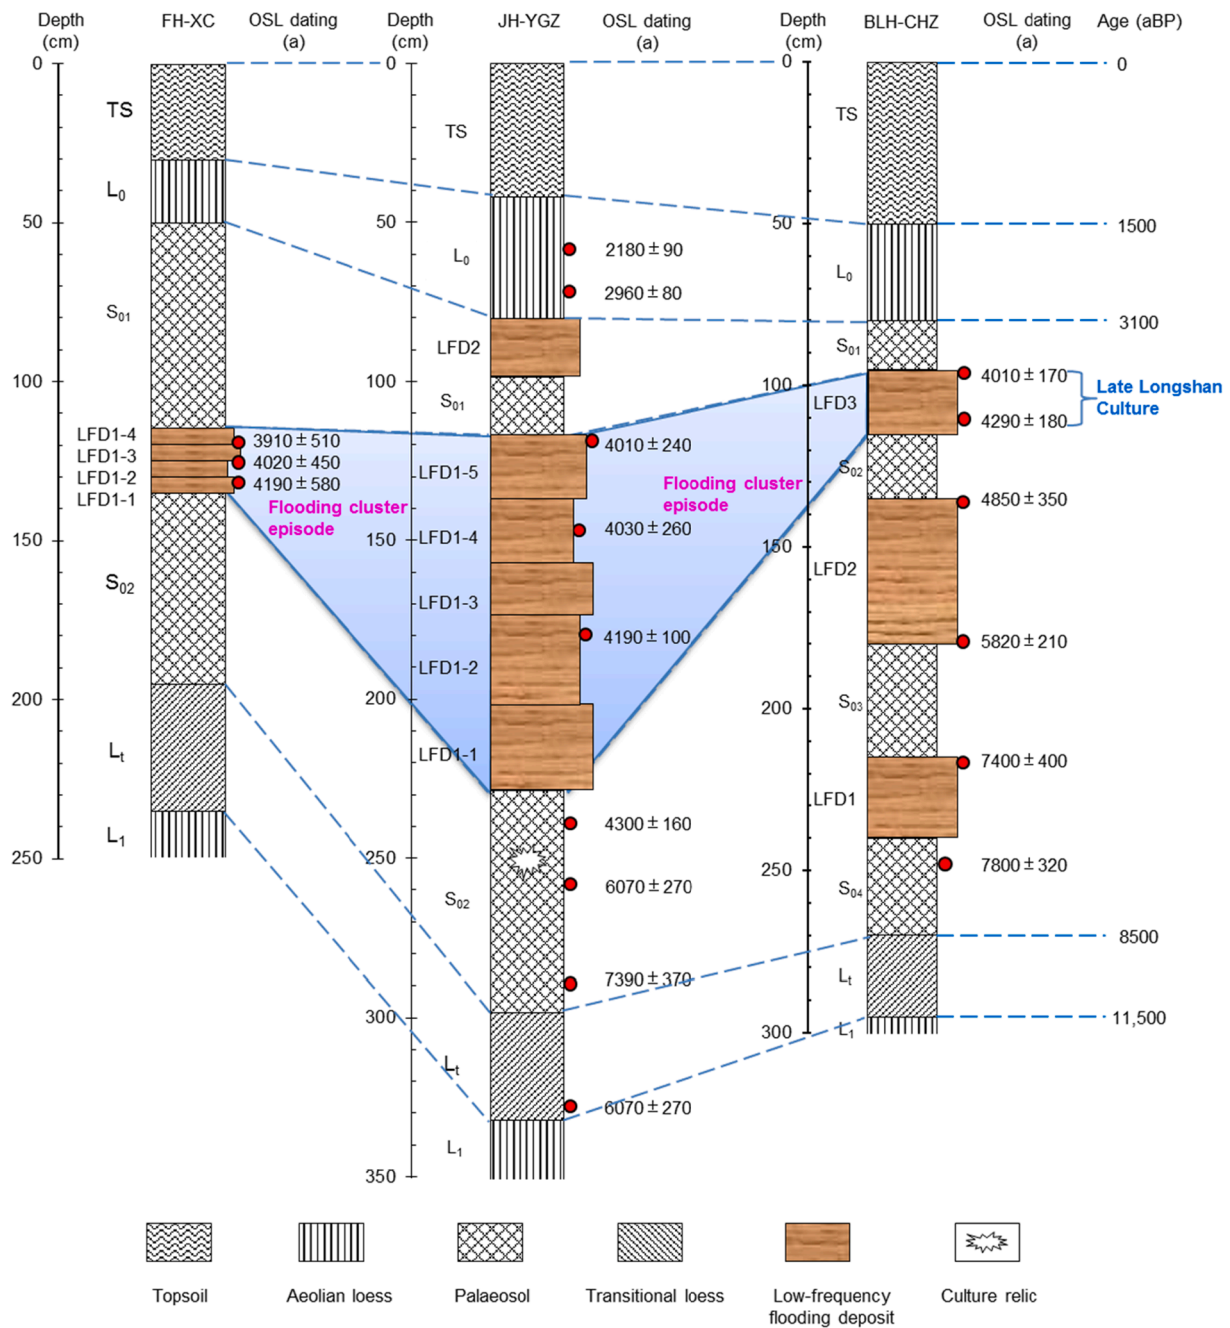 Depth
(cm)
FH-XC
OSL dating
(a)
Depth
(cm)
JH-YGZ
OSL dating
(a)
Depth
(cm)
BLH-CHZ
OSL dating
(a)
Age (aBP)
0
50
100
150
200
250
TS
L₀
S₀₁
LFD1-4
LFD1-3
LFD1-2
LFD1-1
S₀₂
Lₜ
L₁
3910±510
4020±450
4190±580
Flooding cluster
episode
0
50
100
150
200
250
300
350
TS
L₀
LFD2
S₀₁
LFD1-5
LFD1-4
LFD1-3
LFD1-2
LFD1-1
S₀₂
Lₜ
L₁
2180±90
2960±80
4010±240
4030±260
4190±100
4300±160
6070±270
7390±370
6070±270
Flooding cluster
episode
0
50
100
150
200
250
300
TS
L₀
S₀₁
LFD3
S₀₂
LFD2
S₀₃
LFD1
S₀₄
Lₜ
L₁
4010±170
4290±180
4850±350
5820±210
7400±400
7800±320
0
1500
3100
Late Longshan
Culture
8500
11,500
Topsoil
Aeolian loess
Palaeosol
Transitional loess
Low-frequency
flooding deposit
Culture relic